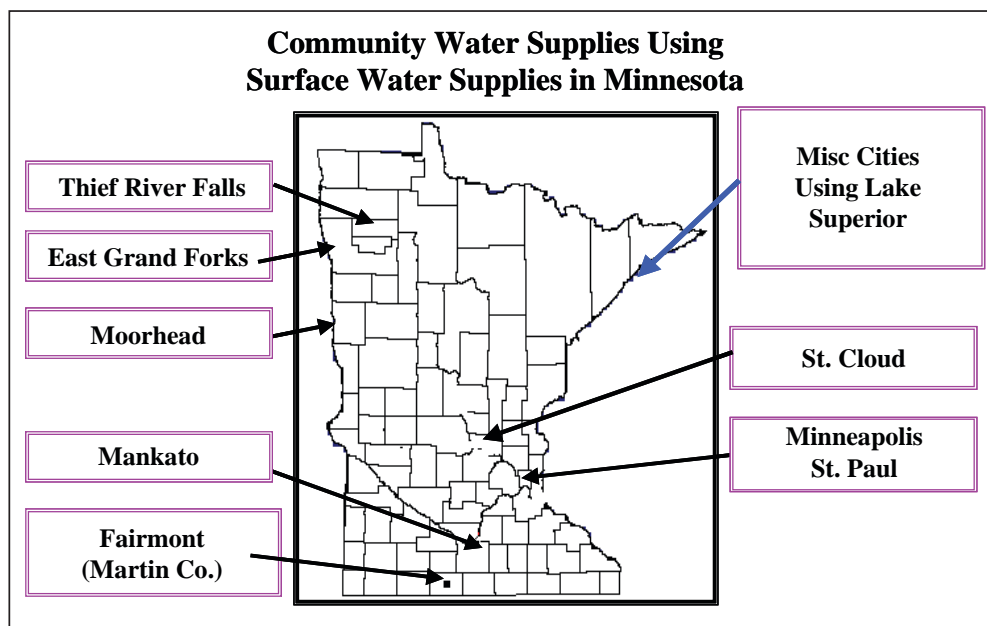 Community Water Supplies Using
Surface Water Supplies in Minnesota
Thief River Falls
East Grand Forks
Moorhead
Mankato
Fairmont
(Martin Co.)
Misc Cities
Using Lake
Superior
St. Cloud
Minneapolis
St. Paul